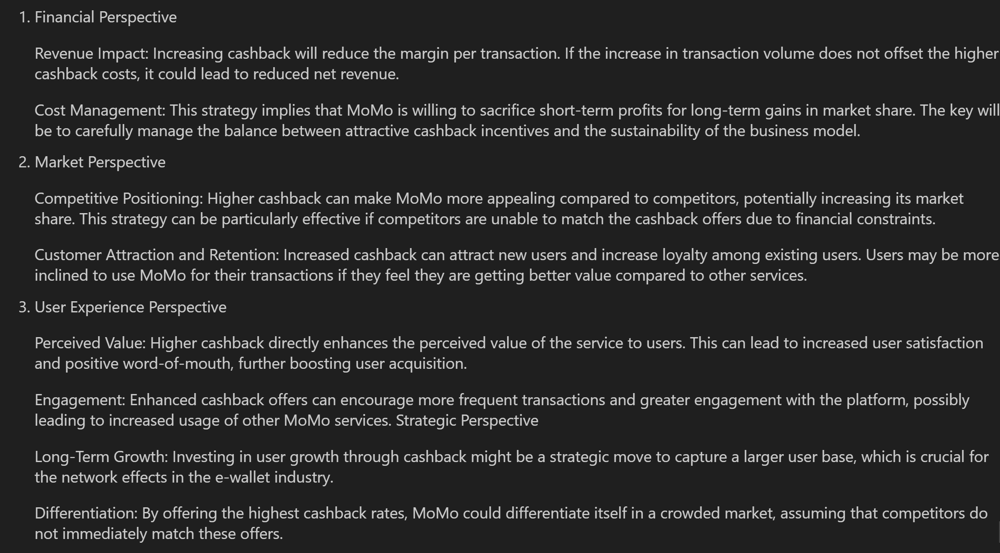 1. Financial Perspective
Revenue Impact: Increasing cashback will reduce the margin per transaction. If the increase in transaction volume does not offset the higher
cashback costs, it could lead to reduced net revenue.
Cost Management: This strategy implies that MoMo is willing to sacrifice short-term profits for long-term gains in market share. The key will
be to carefully manage the balance between attractive cashback incentives and the sustainability of the business model.
2. Market Perspective
Competitive Positioning: Higher cashback can make MoMo more appealing compared to competitors, potentially increasing its market
share. This strategy can be particularly effective if competitors are unable to match the cashback offers due to financial constraints.
Customer Attraction and Retention: Increased cashback can attract new users and increase loyalty among existing users. Users may be more
inclined to use MoMo for their transactions if they feel they are getting better value compared to other services.
3. User Experience Perspective
Perceived Value: Higher cashback directly enhances the perceived value of the service to users. This can lead to increased user satisfaction
and positive word-of-mouth, further boosting user acquisition.
Engagement: Enhanced cashback offers can encourage more frequent transactions and greater engagement with the platform, possibly
leading to increased usage of other MoMo services. Strategic Perspective
Long-Term Growth: Investing in user growth through cashback might be a strategic move to capture a larger user base, which is crucial for
the network effects in the e-wallet industry.
Differentiation: By offering the highest cashback rates, MoMo could differentiate itself in a crowded market, assuming that competitors do
not immediately match these offers.